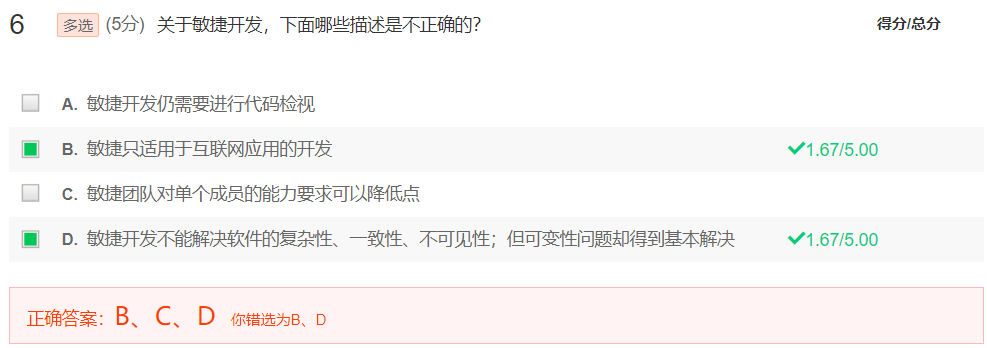 6 多选 (5分) 关于敏捷开发，下面哪些描述是不正确的？ 得分/总分
A. 敏捷开发仍需要进行代码检视
B. 敏捷只适用于互联网应用的开发 1.67/5.00
C. 敏捷团队对单个成员的能力要求可以降低点
D. 敏捷开发不能解决软件的复杂性、一致性、不可见性；但可变性问题却得到基本解决 1.67/5.00
正确答案：B、C、D 你错选为B、D